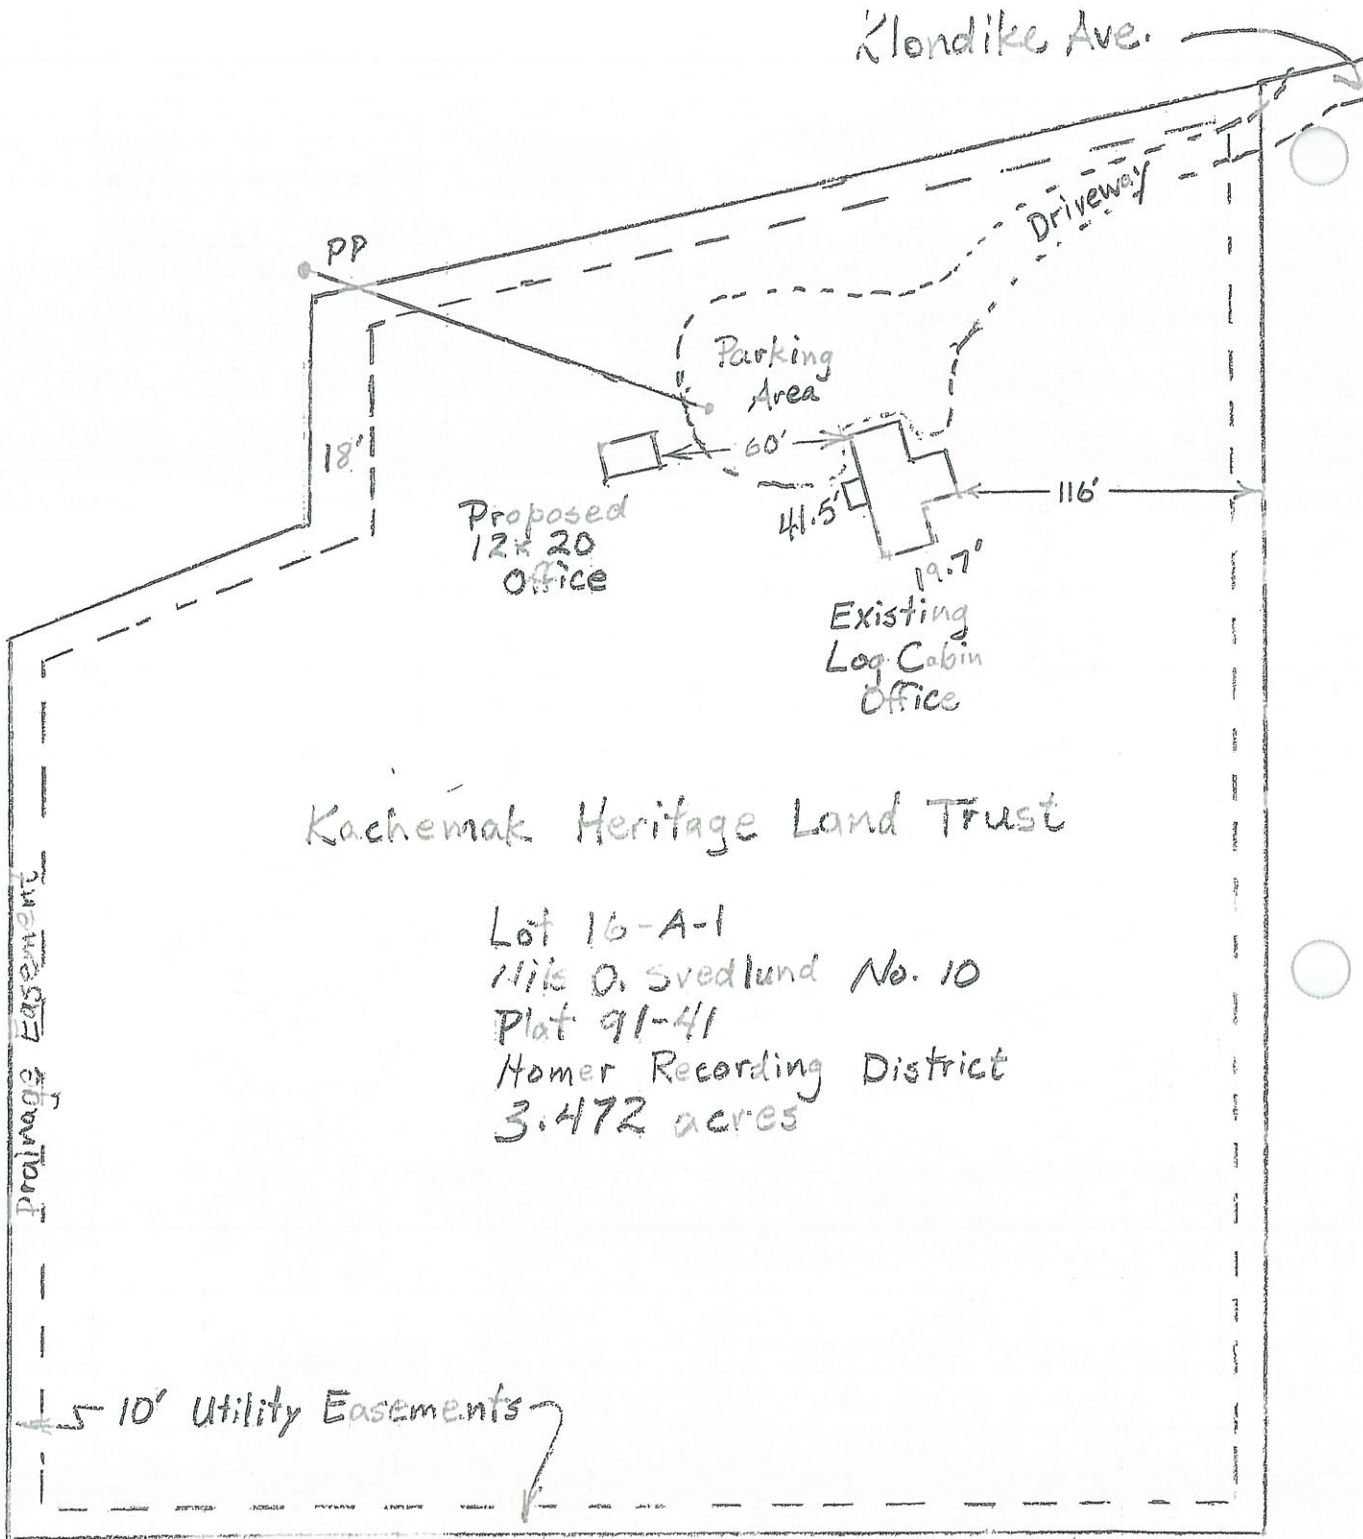 Klondike Ave.
PP
Driveway
Parking
Area
18'
60'
116'
41.5'
19.7'
Proposed
12x20
Office
Existing
Log Cabin
Office
Kachemak Heritage Land Trust
Lot 16-A-1
Nils O. Svedlund No. 10
Plat 91-41
Homer Recording District
3.472 acres
Drainage Easement
10' Utility Easements